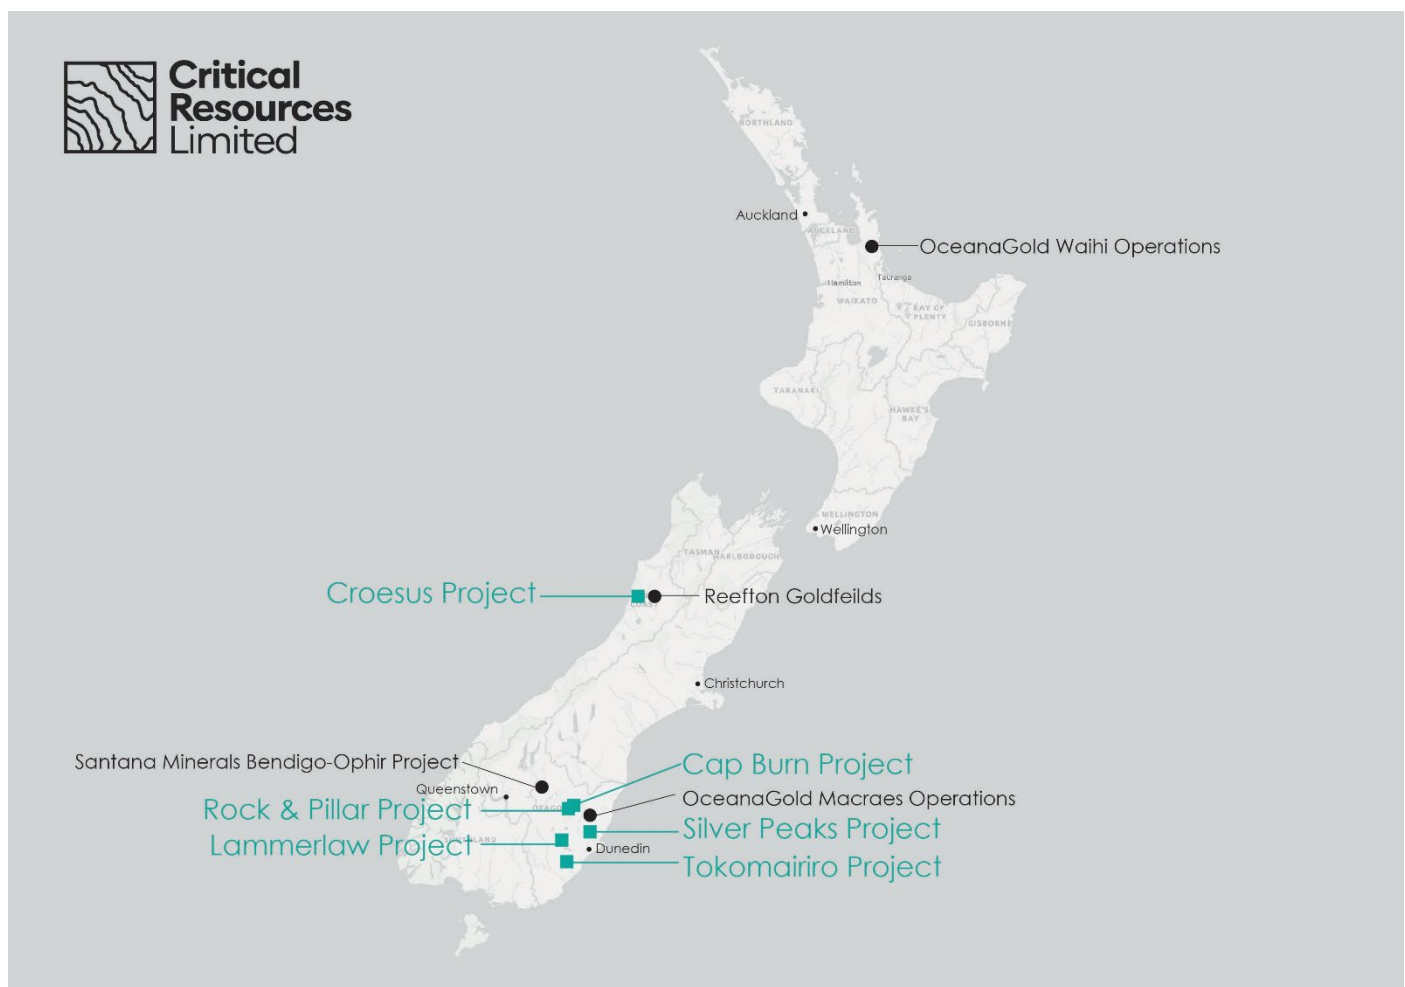 Critical
Resources
Limited
NORTHLAND
Auckland
AUCKLAND
OceanaGold Waihi Operations
Tauranga
Hamilton
WAIKATO
BAY OF
PLENTY
GISBORNE
TARANAKI
HAWKE'S
BAY
WELLINGTON
Wellington
TASMAN
MARLBOROUGH
Croesus Project
Reefton Goldfeilds
COAST
Christchurch
Santana Minerals Bendigo-Ophir Project
Cap Burn Project
Queenstown
OceanaGold Macraes Operations
Rock & Pillar Project
OTAGO
Silver Peaks Project
Lammerlaw Project
Dunedin
Tokomairiro Project